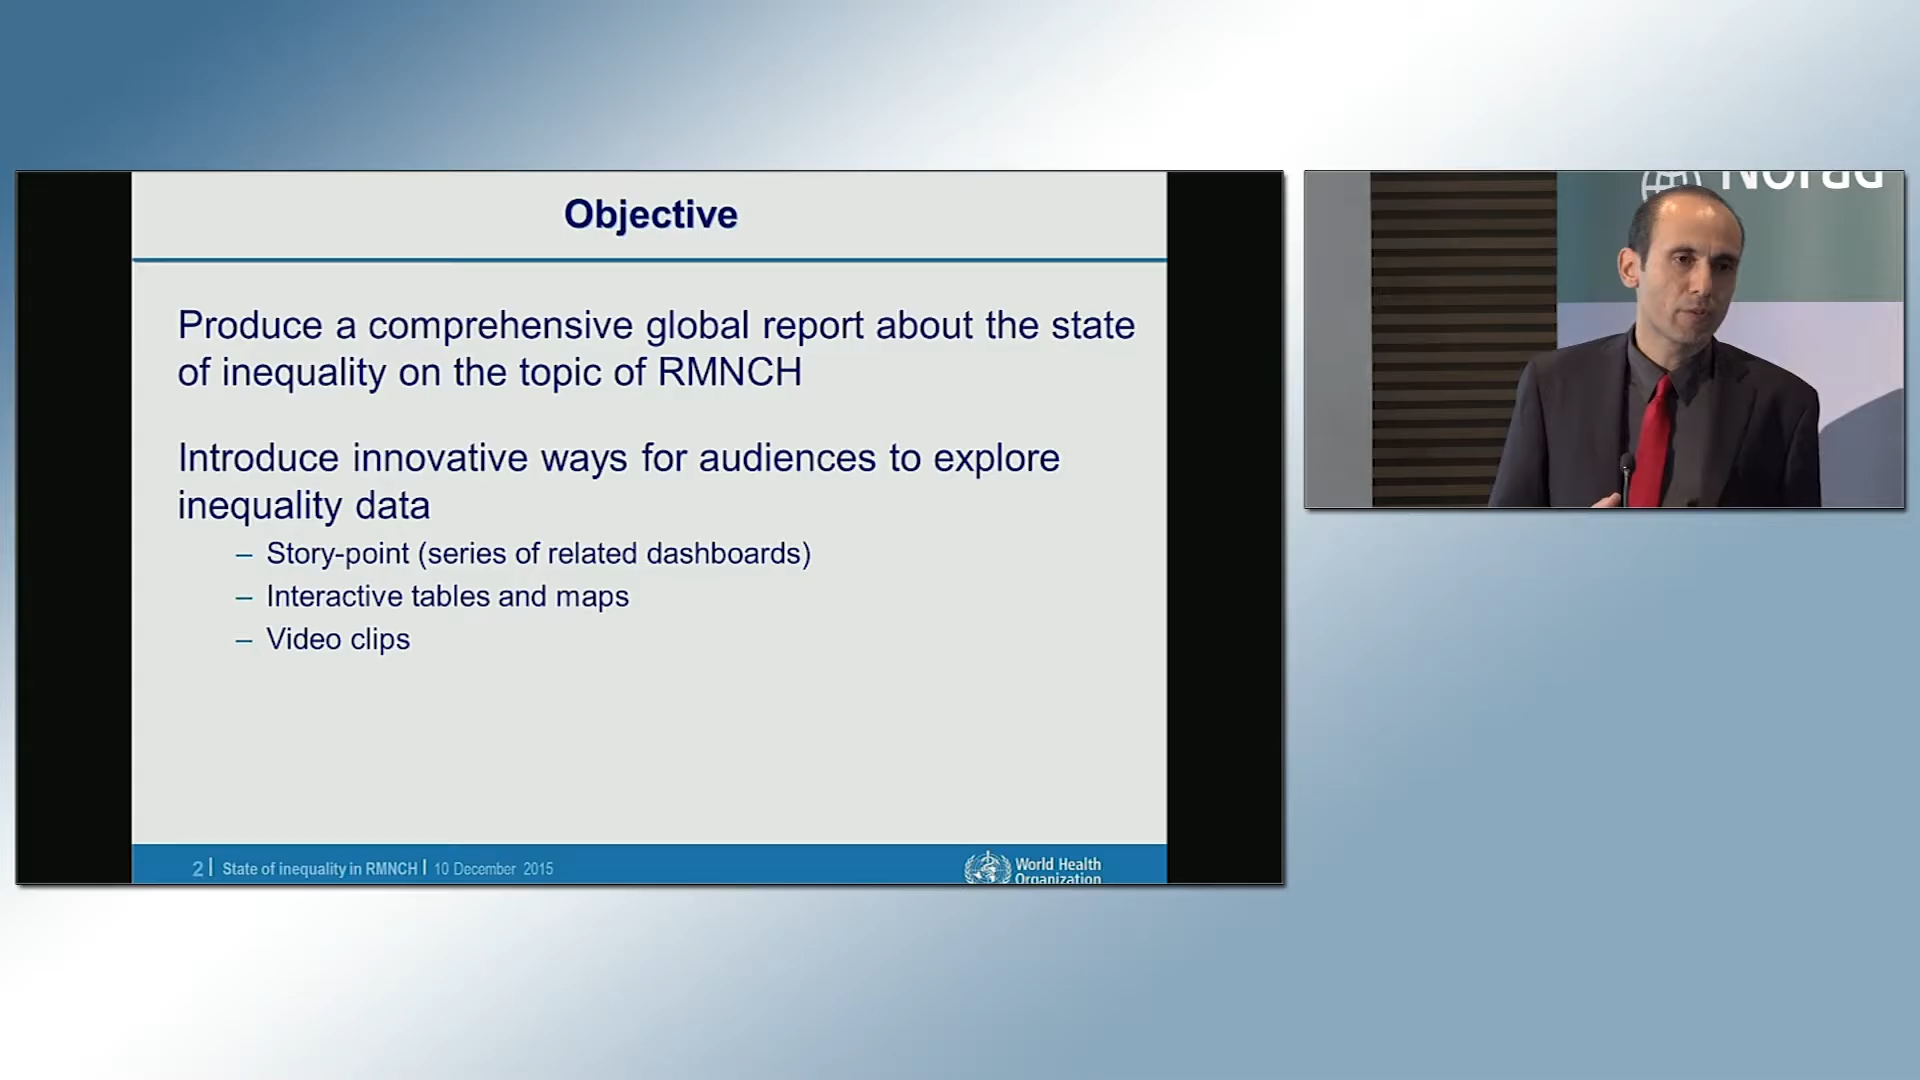 Objective
Produce a comprehensive global report about the state
of inequality on the topic of RMNCH
Introduce innovative ways for audiences to explore
inequality data
– Story-point (series of related dashboards)
– Interactive tables and maps
– Video clips
2 | State of inequality in RMNCH | 10 December 2015
World Health
Organization
Norad